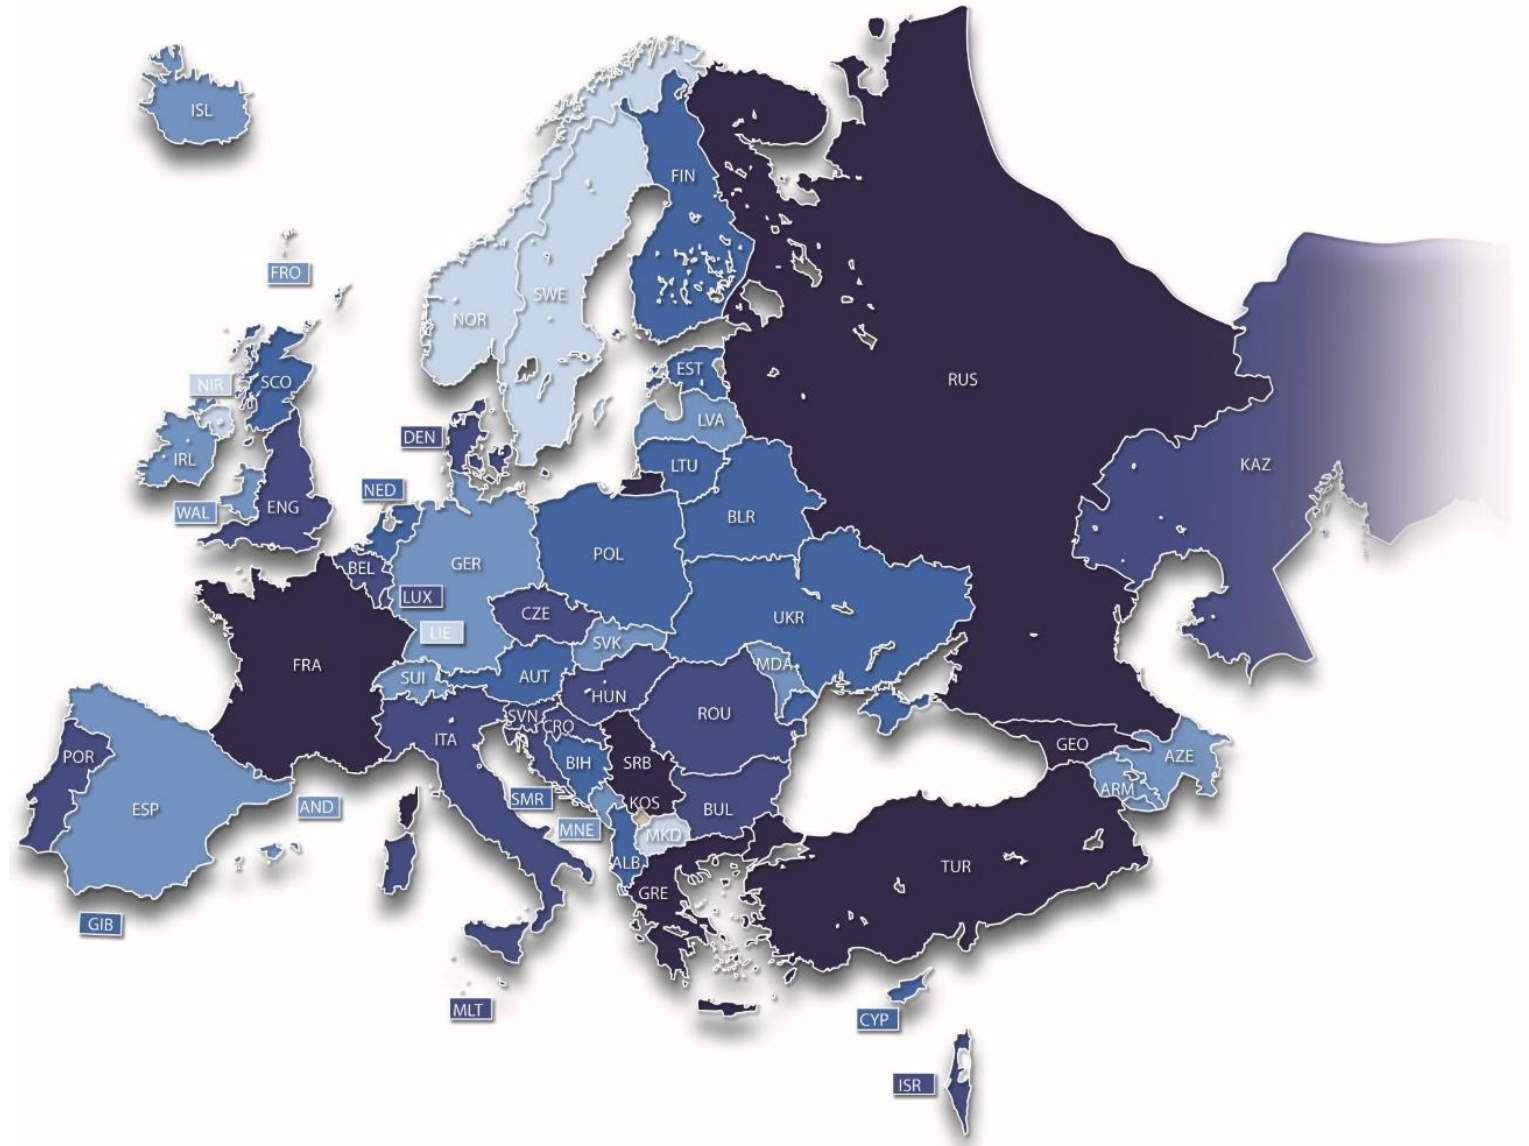 ISL
FIN
FRO
SWE
NOR
RUS
EST
NIR
SCO
LVA
DEN
IRL
LTU
KAZ
NED
WAL
ENG
BLR
POL
GER
BEL
LUX
CZE
UKR
LIE
SVK
FRA
MDA
SUI
AUT
HUN
ROU
SVN
CRO
ITA
GEO
POR
AZE
BIH
SRB
ARM
SMR
KOS
AND
ESP
BUL
MNE
MKD
ALB
TUR
GRE
GIB
MLT
CYP
ISR